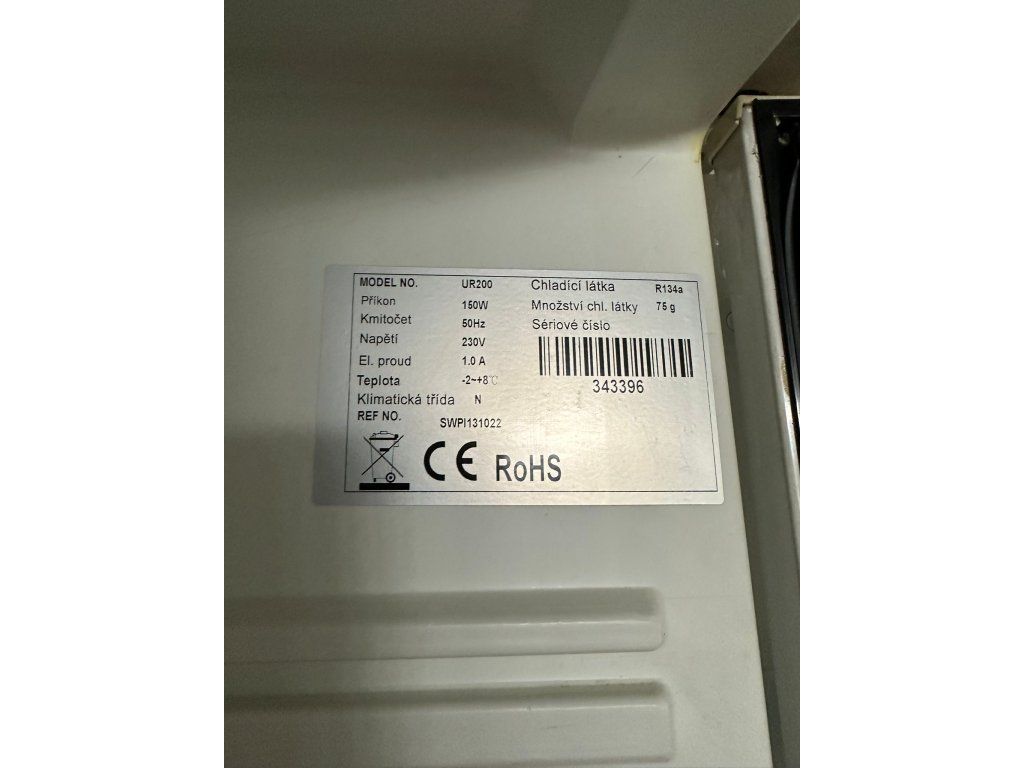 MODEL NO. UR200
Příkon 150W
Kmitočet 50Hz
Napětí 230V
El. proud 1.0 A
Teplota -2~+8℃
Klimatická třída N
REF NO. SWPI131022
Chladící látka R134a
Množství chl. látky 75 g
Sériové číslo
343396
CE RoHS